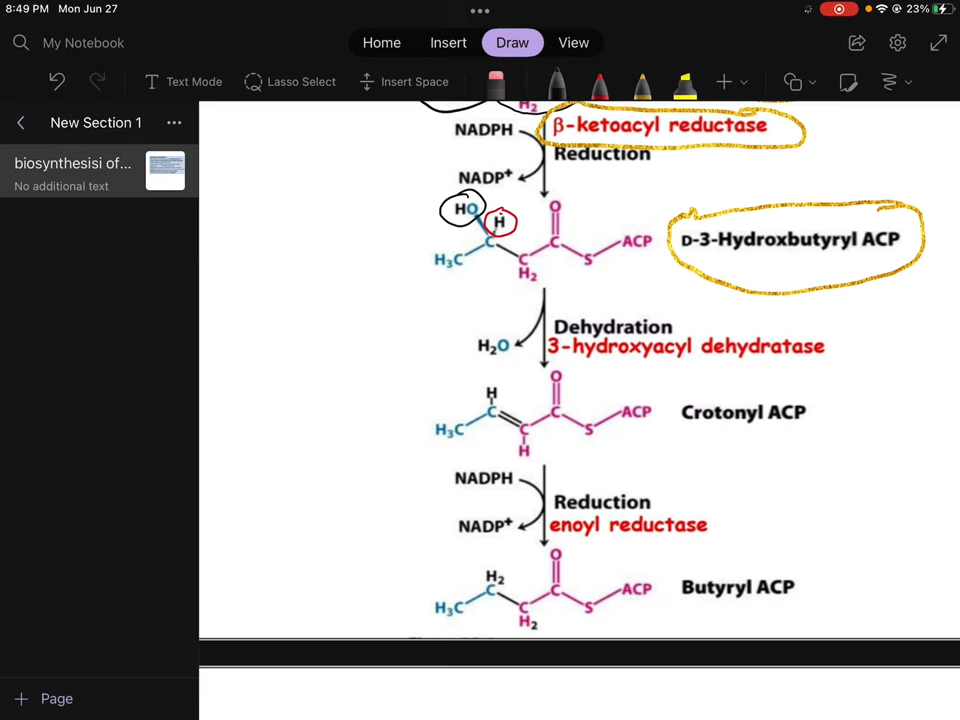 8:49 PM Mon Jun 27
23%
My Notebook
Home Insert Draw View
Text Mode
Lasso Select
Insert Space
New Section 1
biosynthesisi of...
No additional text
Page
H₂
NADPH
β-ketoacyl reductase
Reduction
NADP⁺
HO H O
ACP
D-3-Hydroxbutyryl ACP
H₃C C C C S
H₂
Dehydration
H₂O
3-hydroxyacyl dehydratase
H O
C C ACP
Crotonyl ACP
H₃C C S
H
NADPH
Reduction
NADP⁺
enoyl reductase
O
H₂
C C ACP
Butyryl ACP
H₃C C S
H₂